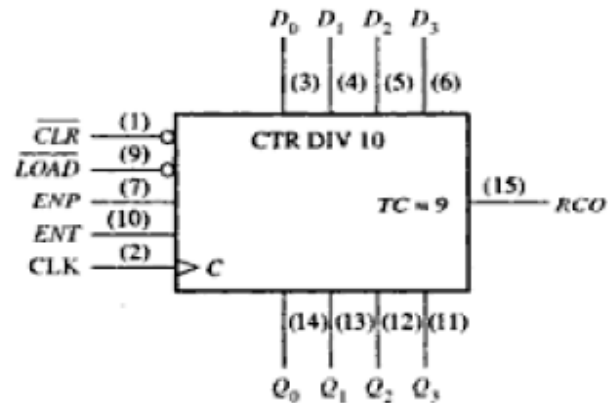 D₀ D₁ D₂ D₃
(3) (4) (5) (6)
CLR (1)
CTR DIV 10
LOAD (9)
ENP (7)
TC = 9
(15) RCO
ENT (10)
CLK (2)
C
(14) (13) (12) (11)
Q₀ Q₁ Q₂ Q₃